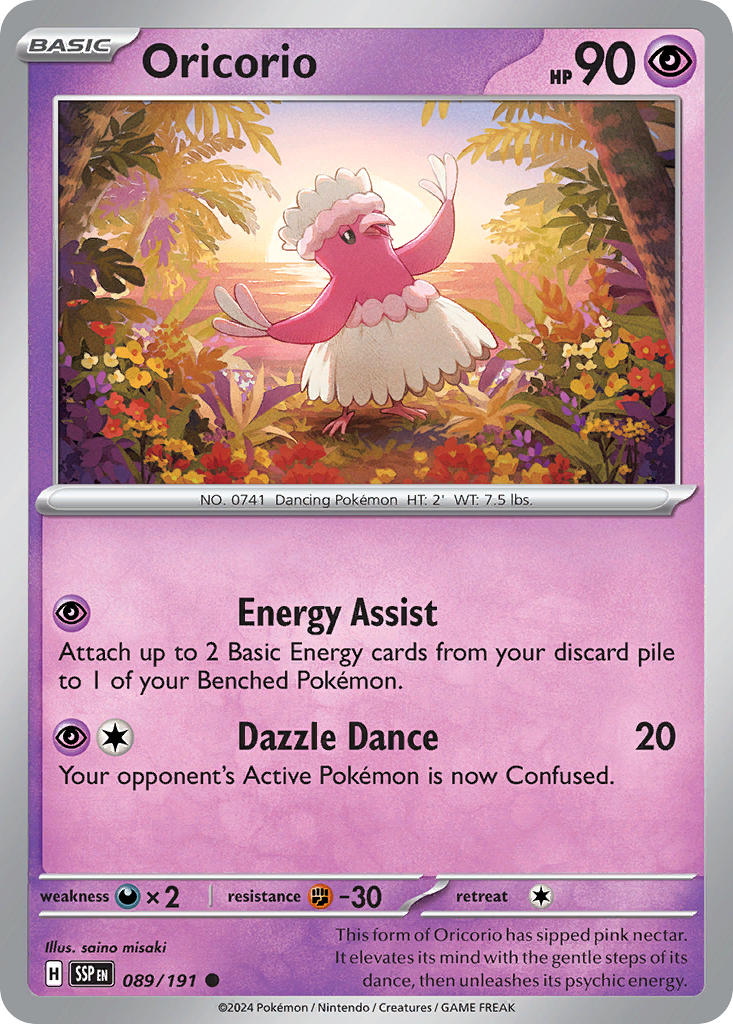 BASIC
Oricorio
HP 90
NO. 0741 Dancing Pokémon HT: 2' WT: 7.5 lbs.
Energy Assist
Attach up to 2 Basic Energy cards from your discard pile
to 1 of your Benched Pokémon.
Dazzle Dance 20
Your opponent's Active Pokémon is now Confused.
weakness ×2 resistance -30 retreat
Illus. saino misaki
This form of Oricorio has sipped pink nectar.
It elevates its mind with the gentle steps of its
dance, then unleashes its psychic energy.
H SSP EN 089/191
©2024 Pokémon / Nintendo / Creatures / GAME FREAK